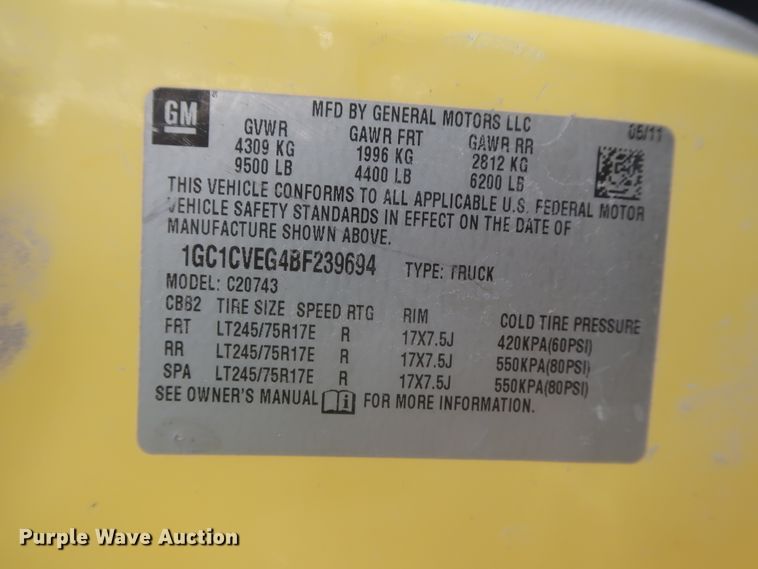 GM
MFD BY GENERAL MOTORS LLC
05/11
GVWR GAWR FRT GAWR RR
4309 KG 1996 KG 2812 KG
9500 LB 4400 LB 6200 LB
THIS VEHICLE CONFORMS TO ALL APPLICABLE U.S. FEDERAL MOTOR
VEHICLE SAFETY STANDARDS IN EFFECT ON THE DATE OF
MANUFACTURE SHOWN ABOVE.
1GC1CVEG4BF239694 TYPE: TRUCK
MODEL: C20743
CBB2 TIRE SIZE SPEED RTG RIM COLD TIRE PRESSURE
FRT LT245/75R17E R 17X7.5J 420KPA(60PSI)
RR LT245/75R17E R 17X7.5J 550KPA(80PSI)
SPA LT245/75R17E R 17X7.5J 550KPA(80PSI)
SEE OWNER'S MANUAL FOR MORE INFORMATION.
Purple Wave Auction